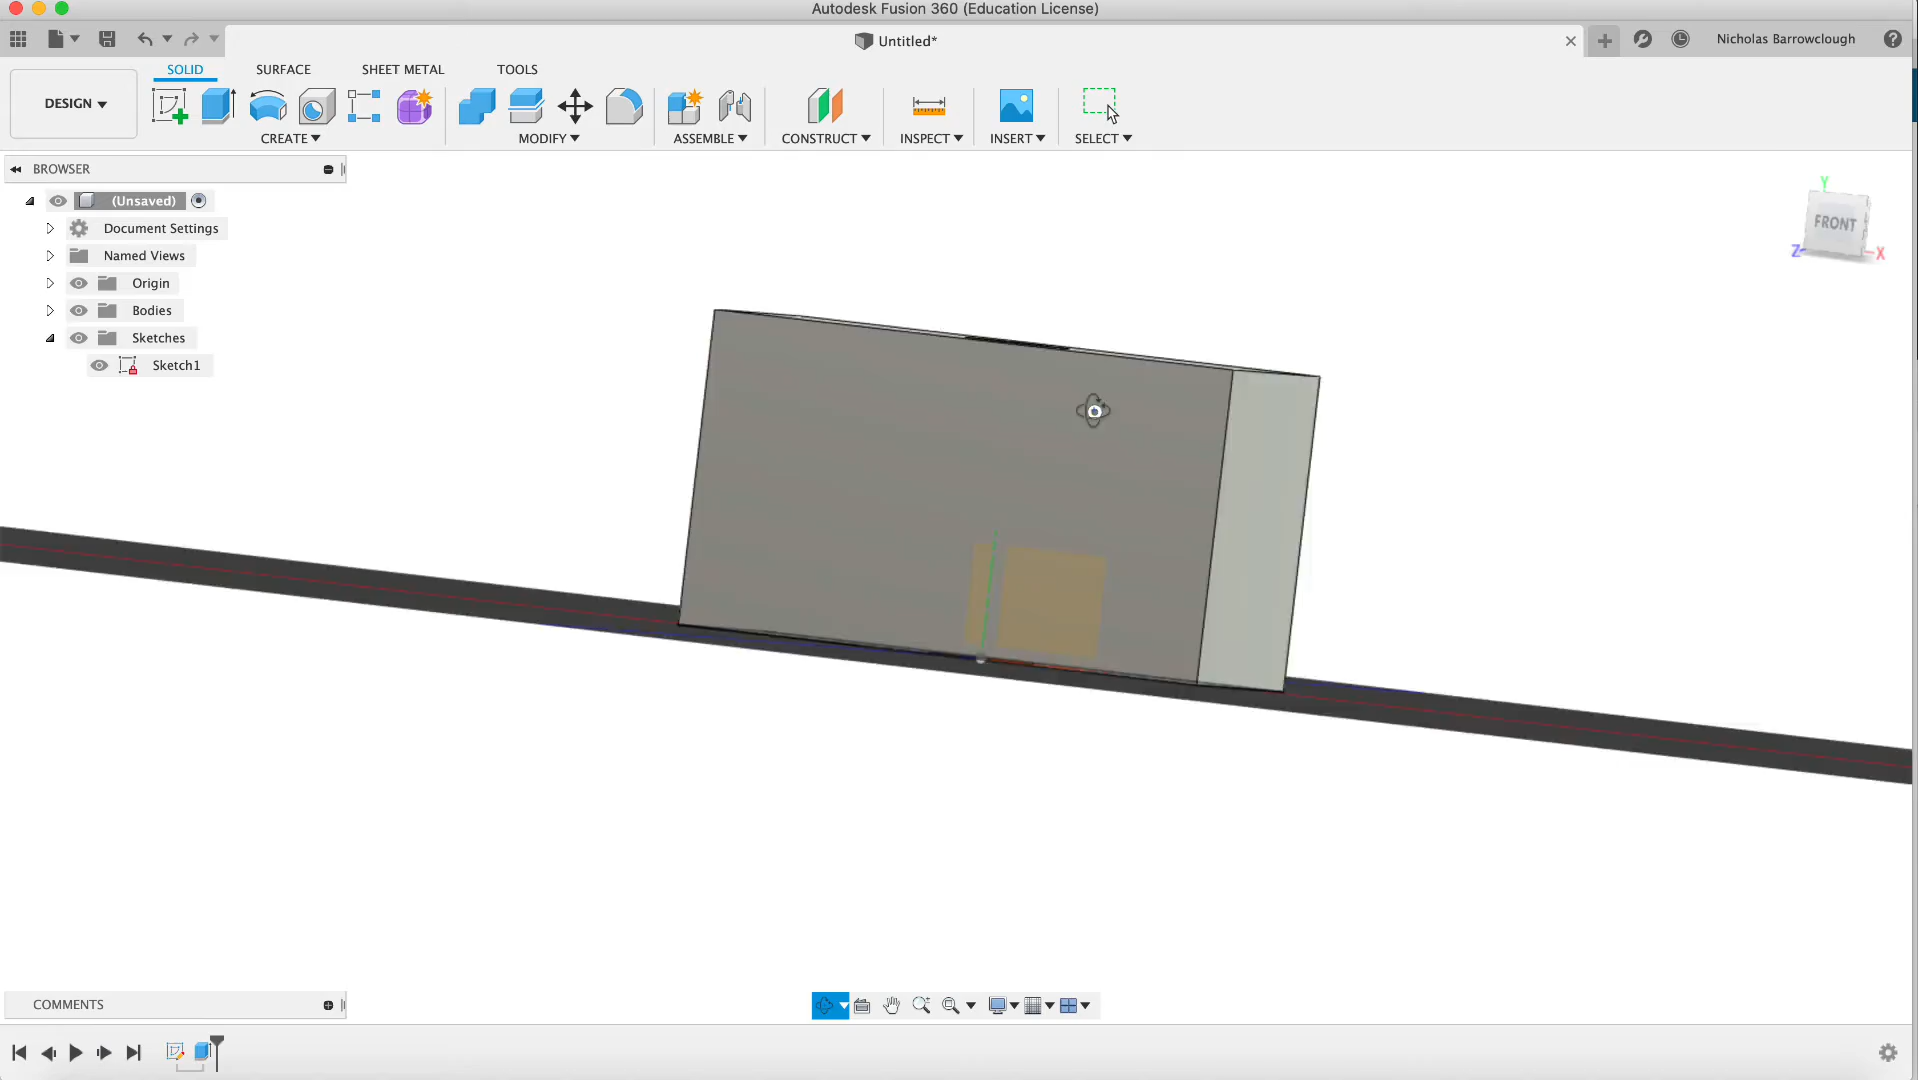 Autodesk Fusion 360 (Education License)
Untitled*
Nicholas Barrowclough
SOLID SURFACE SHEET METAL TOOLS
DESIGN
CREATE MODIFY ASSEMBLE CONSTRUCT INSPECT INSERT SELECT
BROWSER
(Unsaved)
Document Settings
Named Views
Origin
Bodies
Sketches
Sketch1
Y
FRONT
Z X
COMMENTS